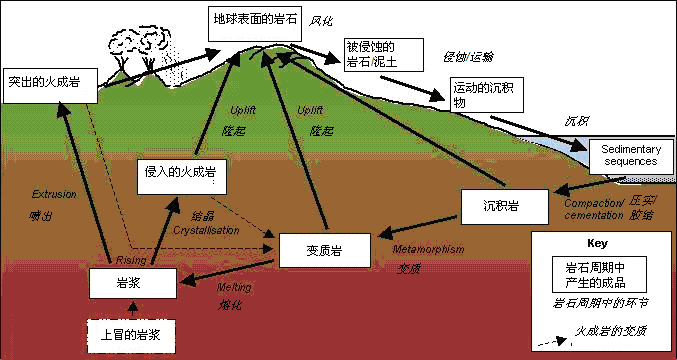 地球表面的岩石
风化
被侵蚀的
岩石/泥土
侵蚀/运输
突出的火成岩
运动的沉积
物
沉积
Uplift
隆起
Uplift
隆起
Sedimentary
sequences
侵入的火成岩
Extrusion
喷出
结晶
Crystallisation
沉积岩
Compaction/
cementation
压实/
胶结
变质岩
Metamorphism
变质
Rising
岩浆
Melting
熔化
上冒的岩浆
Key
岩石周期中
产生的成品
岩石周期中的环节
火成岩的变质